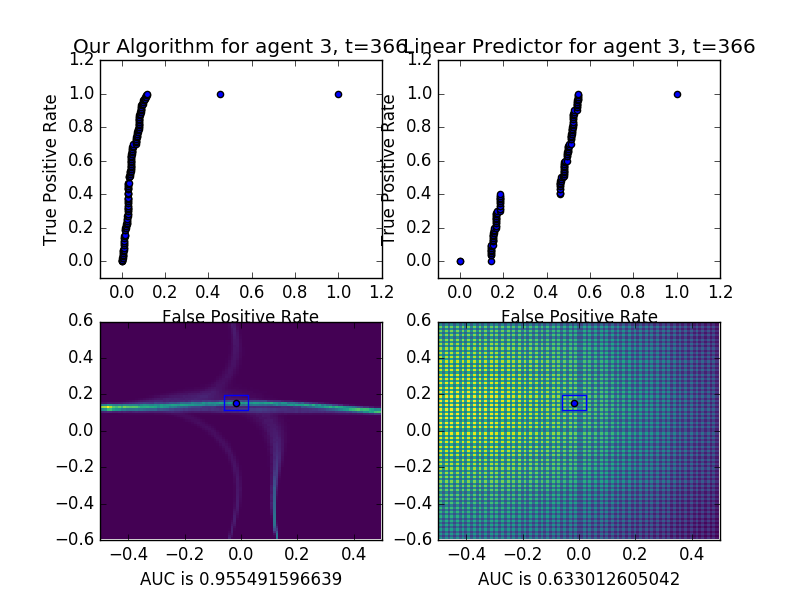 Our Algorithm for agent 3, t=366
Linear Predictor for agent 3, t=366
1.2
1.0
0.8
0.6
0.4
0.2
0.0
True Positive Rate
0.0 0.2 0.4 0.6 0.8 1.0 1.2
False Positive Rate
1.2
1.0
0.8
0.6
0.4
0.2
0.0
True Positive Rate
0.0 0.2 0.4 0.6 0.8 1.0 1.2
False Positive Rate
0.6
0.4
0.2
0.0
−0.2
−0.4
−0.6
−0.4 −0.2 0.0 0.2 0.4
AUC is 0.955491596639
0.6
0.4
0.2
0.0
−0.2
−0.4
−0.6
−0.4 −0.2 0.0 0.2 0.4
AUC is 0.633012605042